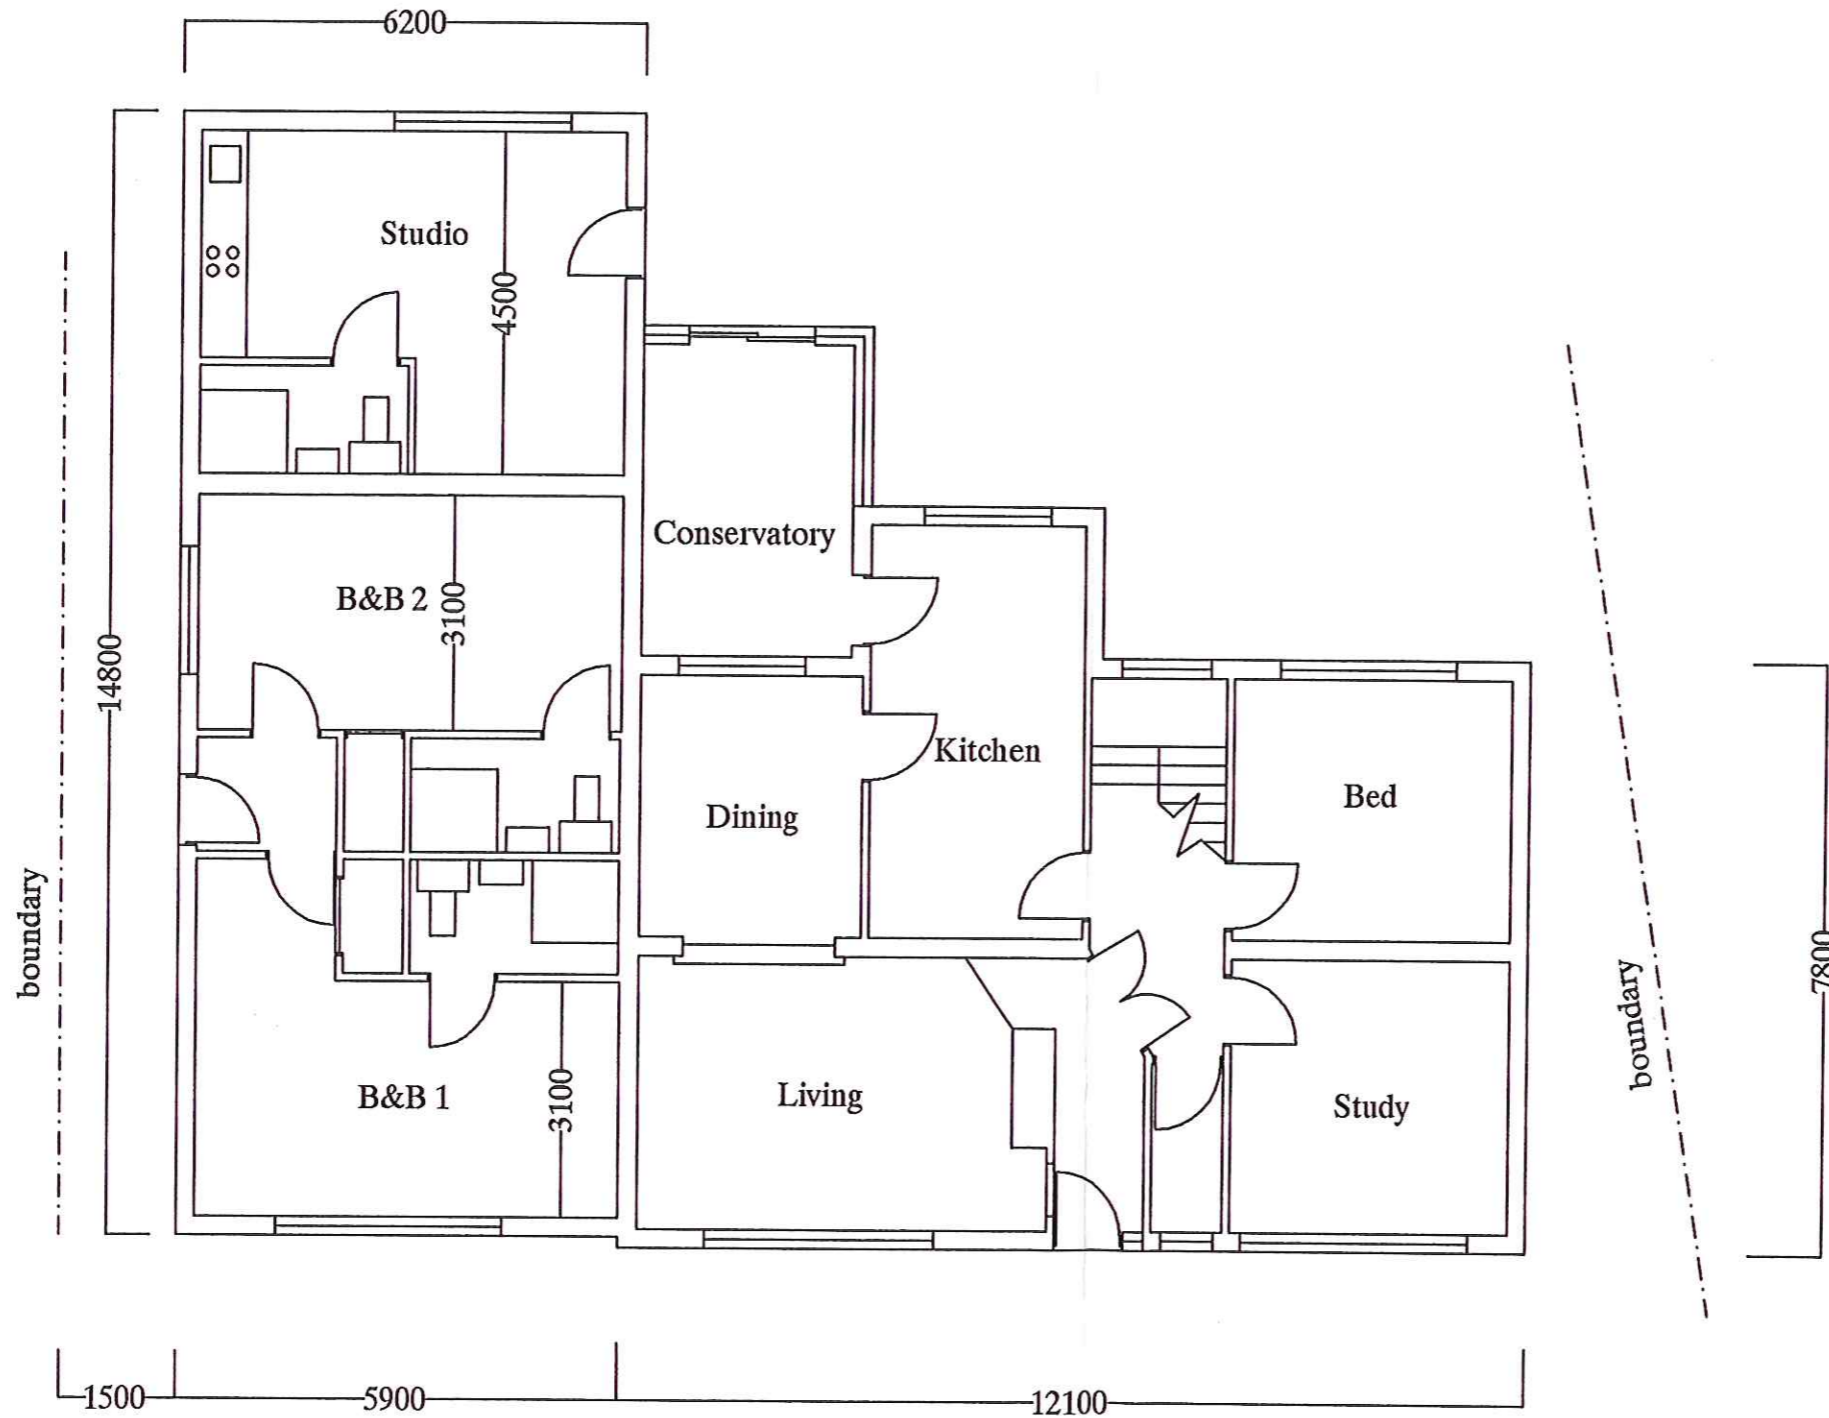 6200
Studio
4500
Conservatory
B&B 2
3100
14800
Kitchen
Bed
Dining
boundary
7800
boundary
B&B 1
3100
Living
Study
1500
5900
12100